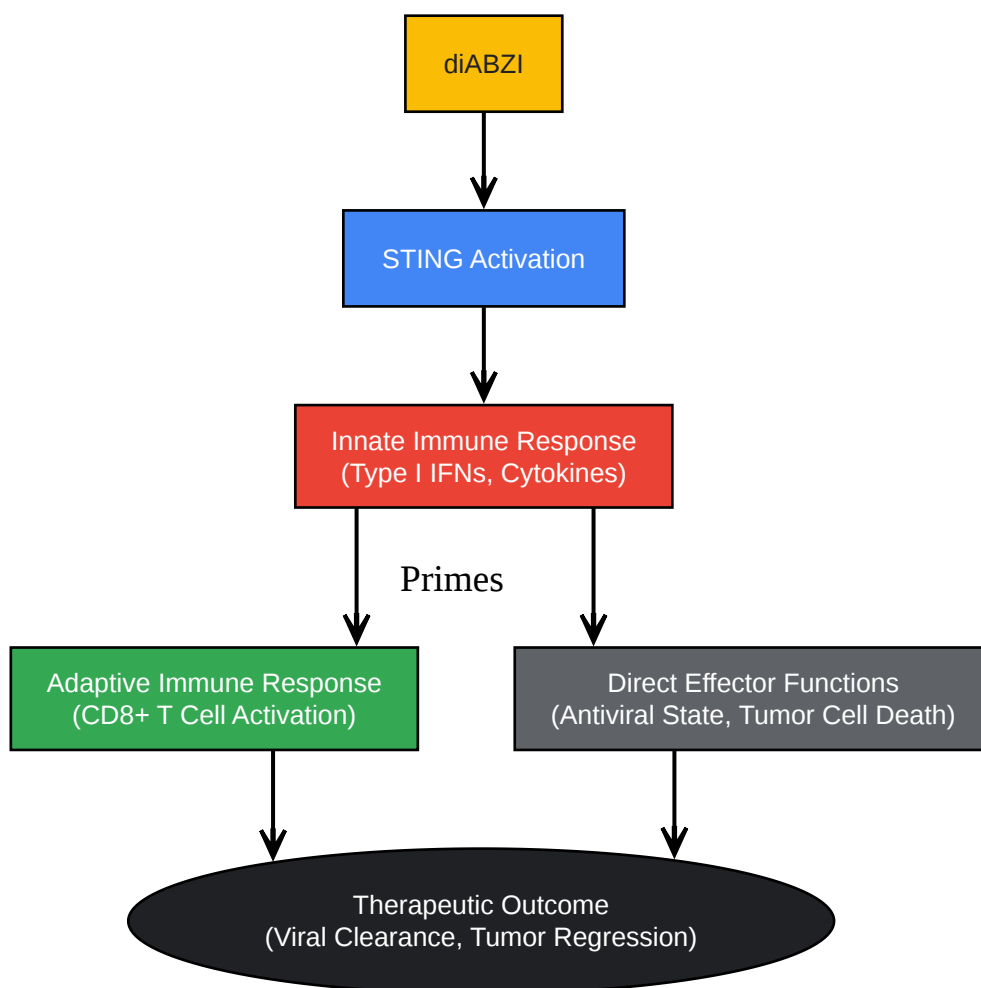 diABZI
STING Activation
Innate Immune Response
(Type I IFNs, Cytokines)
Primes
Adaptive Immune Response
(CD8+ T Cell Activation)
Direct Effector Functions
(Antiviral State, Tumor Cell Death)
Therapeutic Outcome
(Viral Clearance, Tumor Regression)